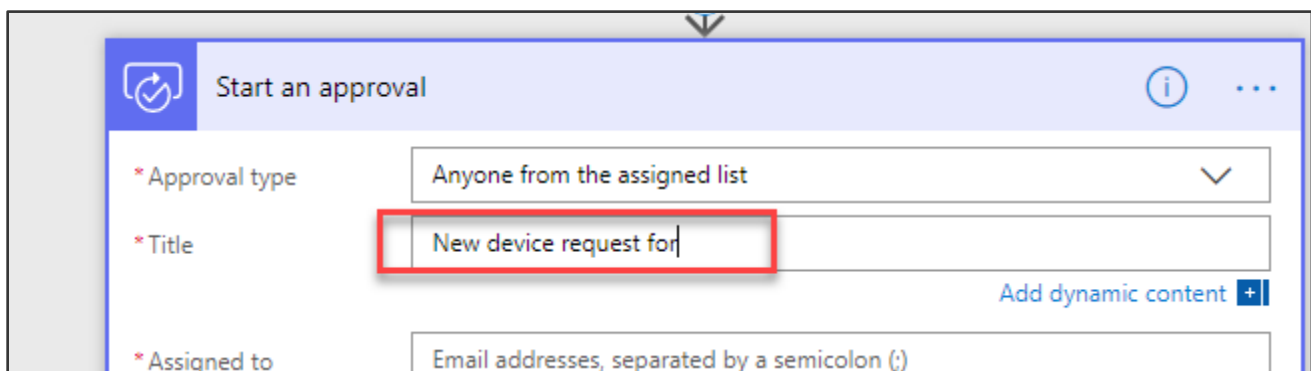 Start an approval
* Approval type
Anyone from the assigned list
* Title
New device request for
Add dynamic content
* Assigned to
Email addresses, separated by a semicolon (;)